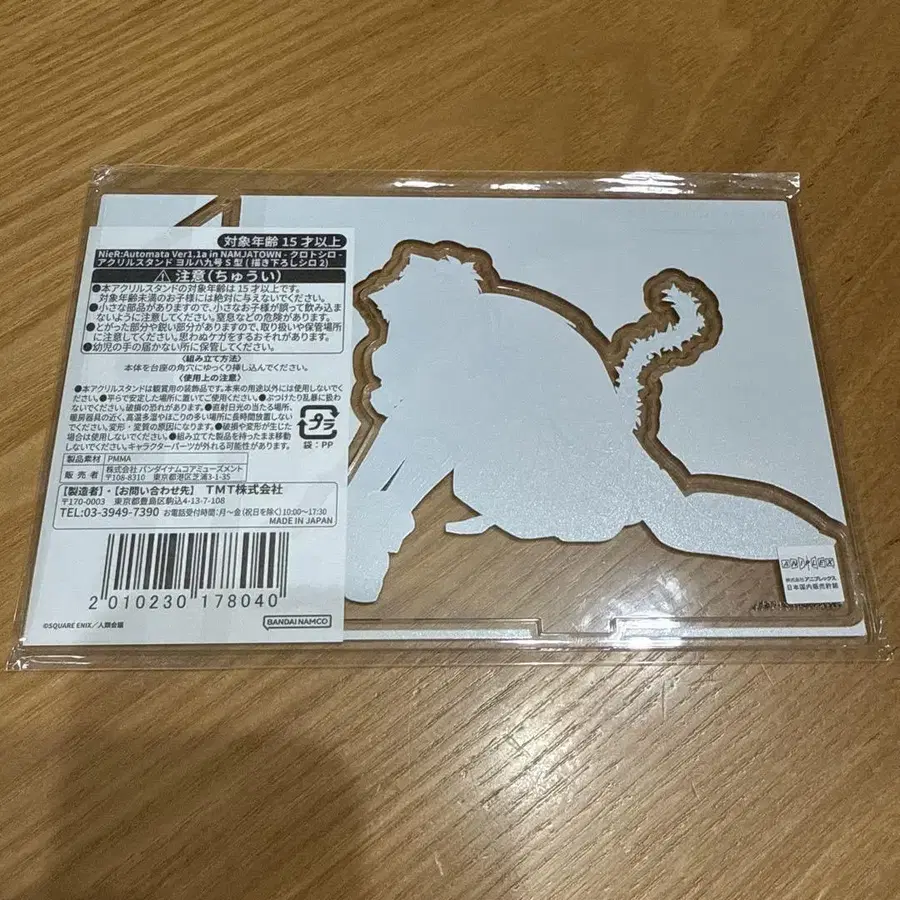 対象年齢 15 才以上
NieR:Automata Ver1.1a in NAMJATOWN - クロトシロ -
アクリルスタンド ヨルハ九号 S 型 ( 描き下ろしシロ 2)
注意(ちゅうい)
●本アクリルスタンドの対象年齢は 15 才以上です。
対象年齢未満のお子様には絶対に与えないでください。
●小さな部品がありますので、小さなお子様が誤って飲み込まないように注意してください。窒息などの危険があります。
●とがった部分や鋭い部分がありますので、取り扱いや保管場所に注意してください。思わぬケガをするおそれがあります。
●幼児の手の届かない所に保管してください。
〈組み立て方法〉
本体を台座の角穴にゆっくり挿し込んでください。
〈使用上の注意〉
●本アクリルスタンドは観賞用の装飾品です。本来の用途以外には使用しないでください。●平らで安定した場所に置いてご使用ください。●ぶつけたり乱暴に扱わないでください。破損の恐れがあります。●直射日光の当たる場所、暖房器具の近く、高温多湿やほこりの多い場所に長時間放置しないでください。変形・変質の原因になります。●破損や変形が生じた場合は使用しないでください。●組み立てた製品を持ったまま移動しないでください。キャラクターパーツが外れる可能性があります。
プラ
袋:PP
製品素材 PMMA
販売者 株式会社 バンダイナムコアミューズメント
〒108-8310 東京都港区芝浦3-1-35
【製造者】・【お問い合わせ先】 TMT株式会社
〒170-0003 東京都豊島区駒込4-13-7-108
TEL:03-3949-7390 お電話受付時間:月~金(祝日を除く)10:00~17:30
MADE IN JAPAN
2 010230 178040
©SQUARE ENIX/人類会議
BANDAI NAMCO
ANIPLEX
株式会社アニプレックス
日本国内販売許諾